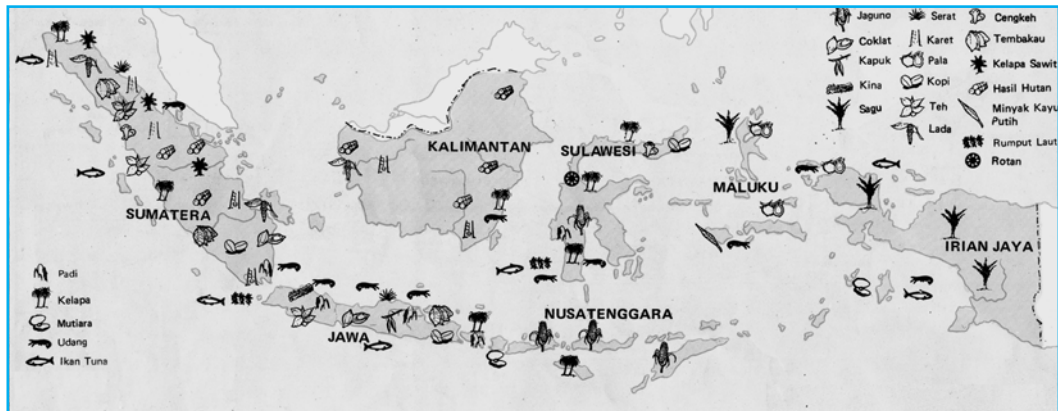 Jaguno
Serat
Cengkeh
Coklat
Karet
Tembakau
Kapuk
Pala
Kelapa Sawit
Kina
Kopi
Hasil Hutan
Sagu
Teh
Minyak Kayu
Putih
Lada
Rumput Laut
Rotan
KALIMANTAN
SULAWESI
MALUKU
SUMATERA
IRIAN JAYA
Padi
Kelapa
Mutiara
Udang
Ikan Tuna
NUSATENGGARA
JAWA